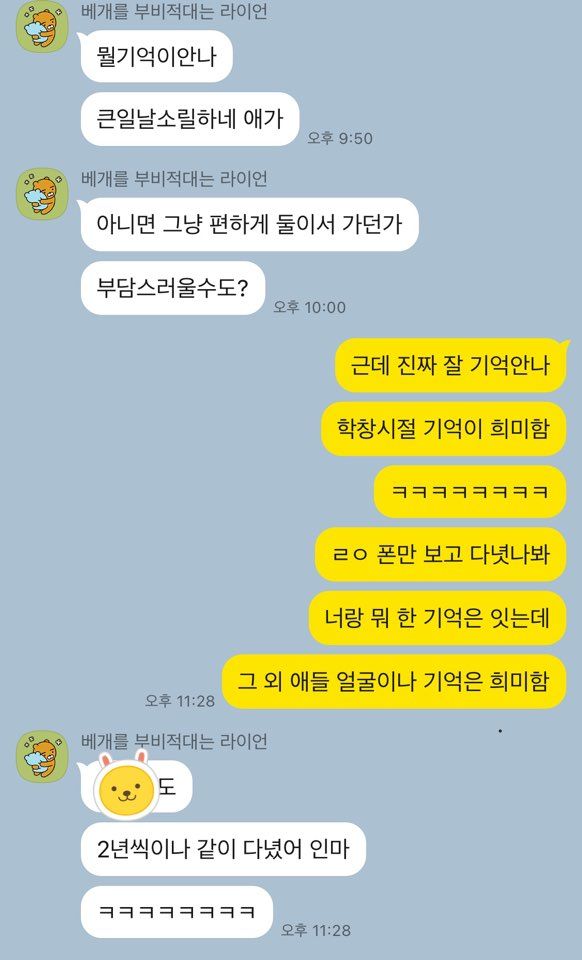 베개를 부비적대는 라이언
뭘기억이안나
큰일날소릴하네 애가
오후 9:50
베개를 부비적대는 라이언
아니면 그냥 편하게 둘이서 가던가
부담스러울수도?
오후 10:00
근데 진짜 잘 기억안나
학창시절 기억이 희미함
ㅋㅋㅋㅋㅋㅋㅋㅋ
ㄹㅇ 폰만 보고 다녓나봐
너랑 뭐 한 기억은 잇는데
그 외 애들 얼굴이나 기억은 희미함
오후 11:28
베개를 부비적대는 라이언
도
2년씩이나 같이 다녔어 인마
ㅋㅋㅋㅋㅋㅋㅋㅋ
오후 11:28